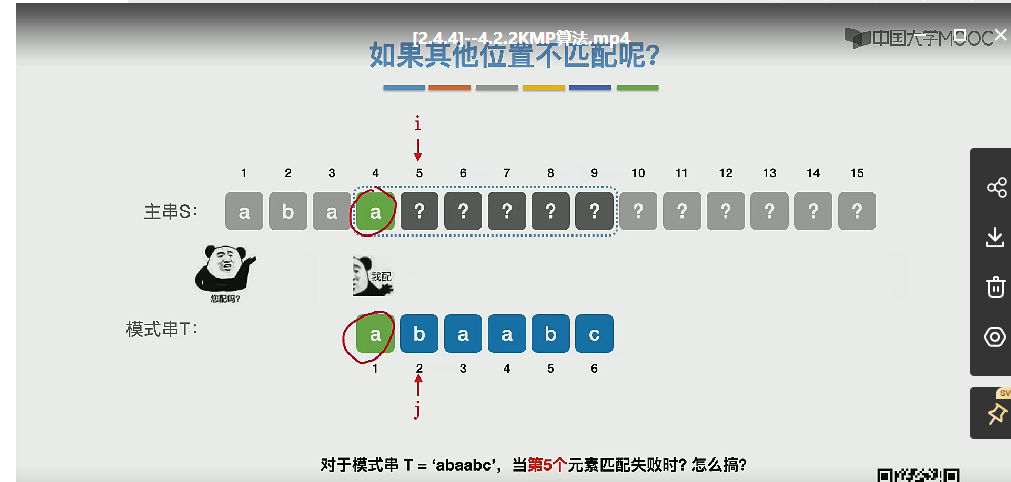 [2.4.4]--4.2.2KMP算法.mp4
中国大学MOOC
如果其他位置不匹配呢?
i
1 2 3 4 5 6 7 8 9 10 11 12 13 14 15
主串S: a b a a ? ? ? ? ? ? ? ? ? ? ?
您配吗?
我配
模式串T: a b a a b c
1 2 3 4 5 6
j
对于模式串 T = ‘abaabc’，当第5个元素匹配失败时? 怎么搞?
SV